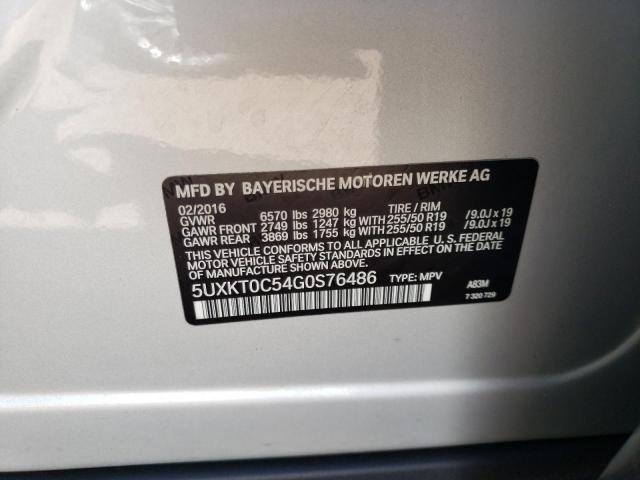 MFD BY BAYERISCHE MOTOREN WERKE AG
02/2016 TIRE / RIM
GVWR 6570 lbs 2980 kg
GAWR FRONT 2749 lbs 1247 kg WITH 255/50 R19 /9.0J x 19
GAWR REAR 3869 lbs 1755 kg WITH 255/50 R19 /9.0J x 19
THIS VEHICLE CONFORMS TO ALL APPLICABLE U. S. FEDERAL
MOTOR VEHICLE SAFETY STANDARDS IN EFFECT ON THE DATE
OF MANUFACTURE SHOWN ABOVE.
5UXKT0C54G0S76486 TYPE: MPV A83M
7 320 729